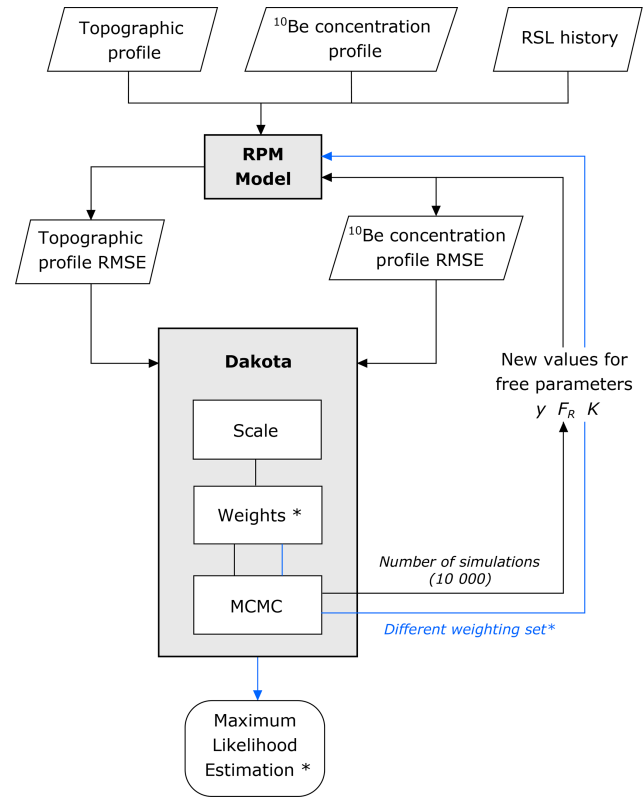 Topographic
profile
¹⁰Be concentration
profile
RSL history
RPM
Model
Topographic
profile RMSE
¹⁰Be concentration
profile RMSE
Dakota
Scale
Weights *
MCMC
New values for
free parameters
y F_R K
Number of simulations
(10 000)
Different weighting set*
Maximum
Likelihood
Estimation *